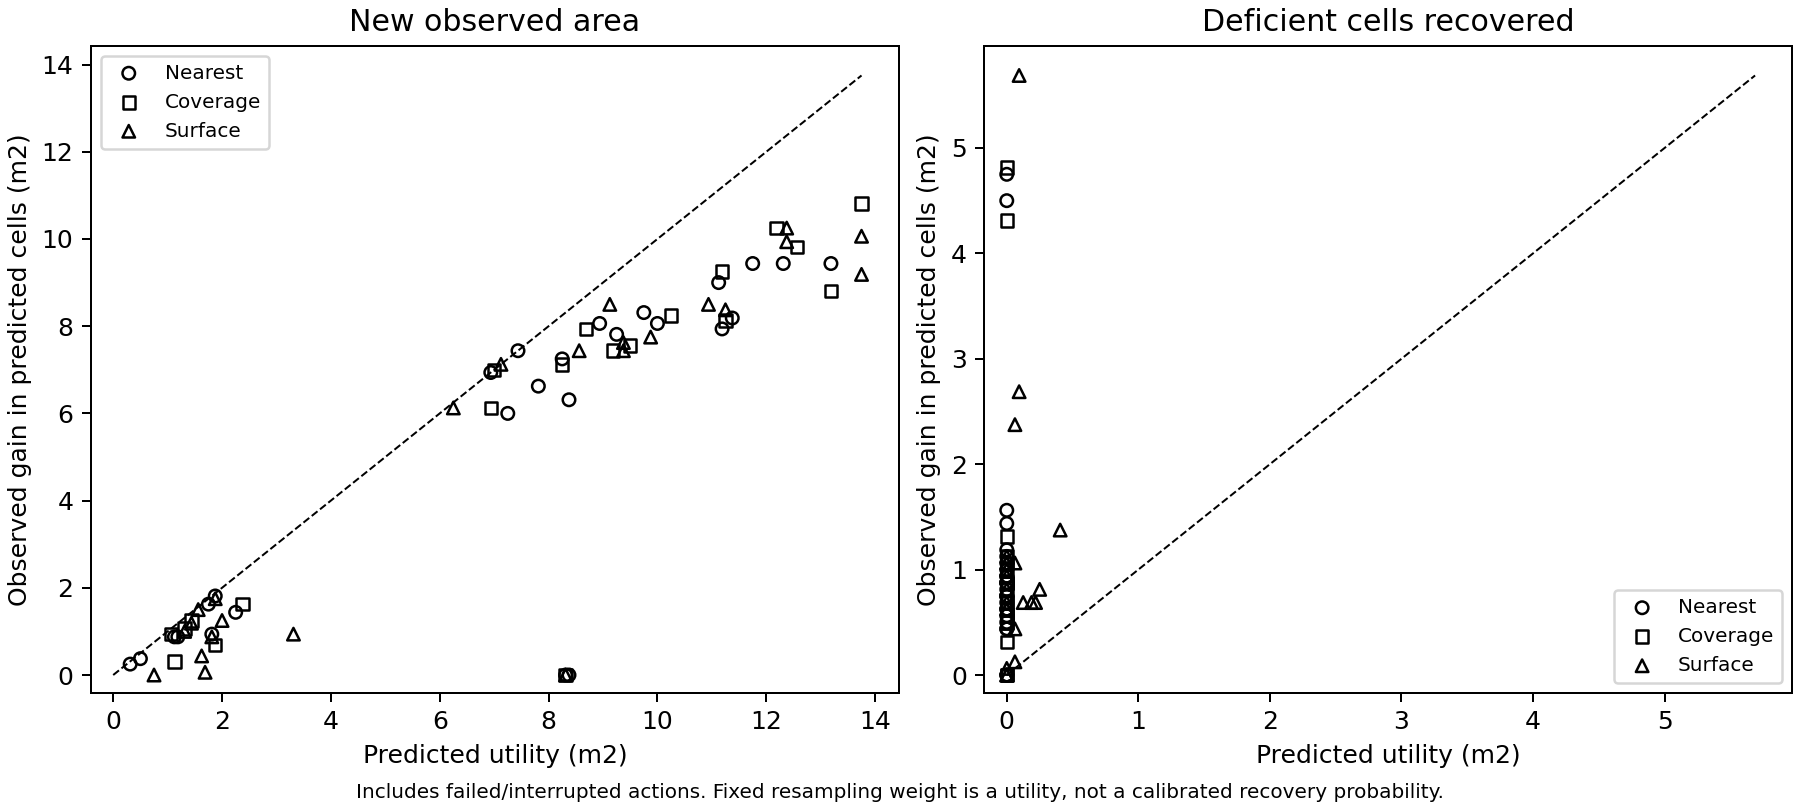 New observed area
Observed gain in predicted cells (m2)
14
12
10
8
6
4
2
0
Nearest
Coverage
Surface
0 2 4 6 8 10 12 14
Predicted utility (m2)
Deficient cells recovered
Observed gain in predicted cells (m2)
5
4
3
2
1
0
Nearest
Coverage
Surface
0 1 2 3 4 5
Predicted utility (m2)
Includes failed/interrupted actions. Fixed resampling weight is a utility, not a calibrated recovery probability.